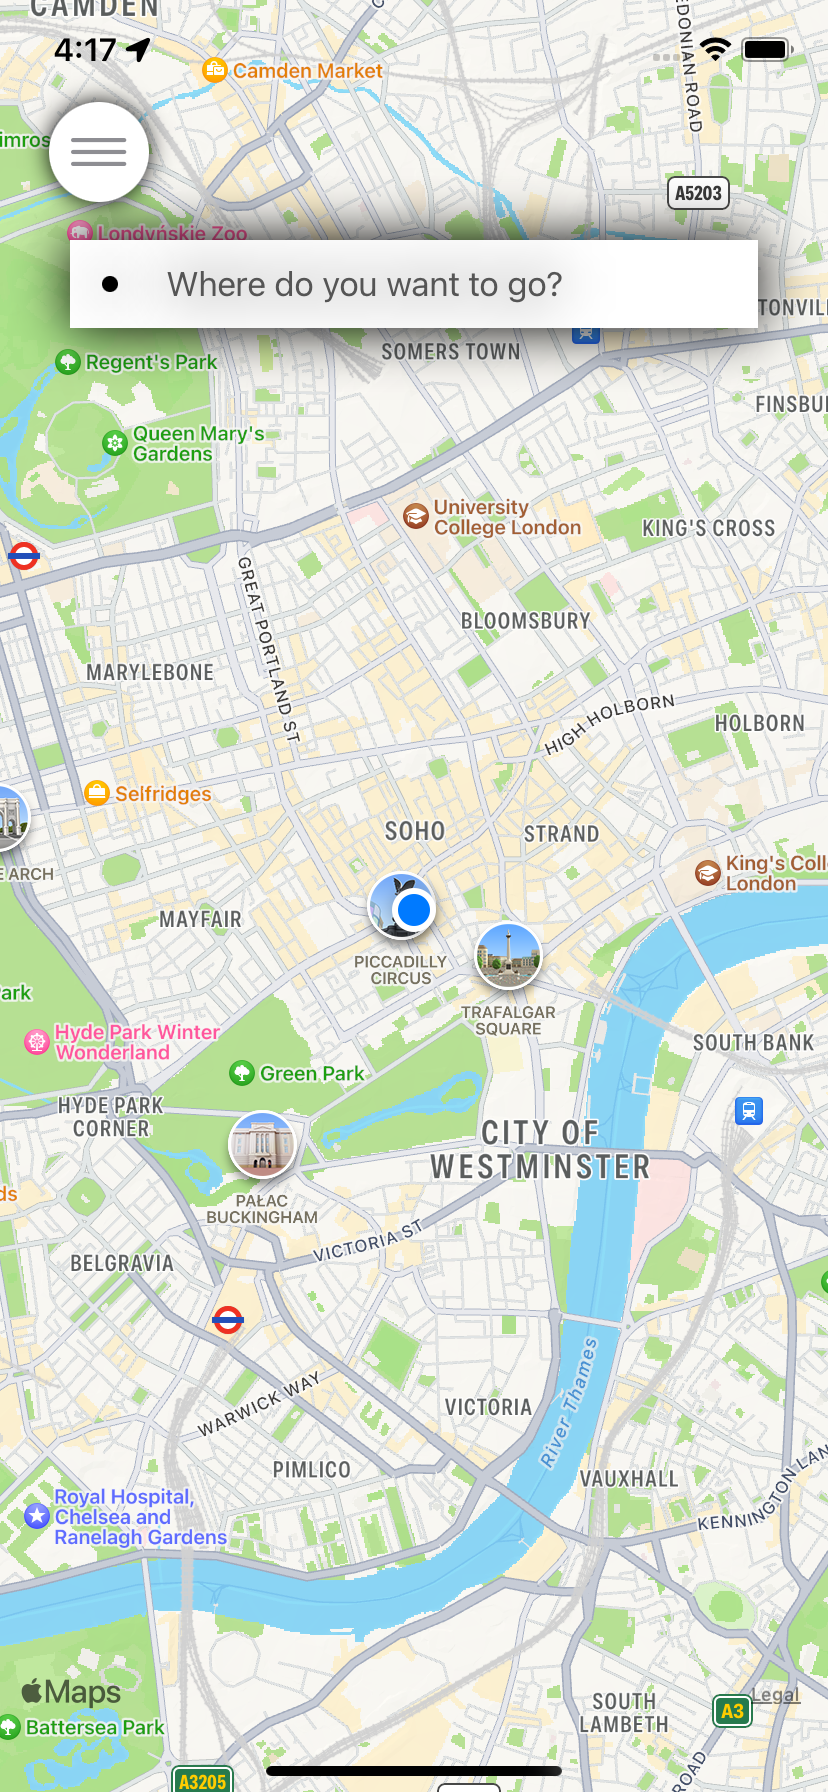 CAMDEN
4:17
Camden Market
EDONIAN ROAD
imros
A5203
Londyńskie Zoo
Where do you want to go?
TONVIL
SOMERS TOWN
Regent's Park
FINSBU
Queen Mary's
Gardens
University
College London
KING'S CROSS
GREAT PORTLAND ST
BLOOMSBURY
MARYLEBONE
HIGH HOLBORN
HOLBORN
Selfridges
SOHO
STRAND
King's Coll
London
E ARCH
MAYFAIR
PICCADILLY
CIRCUS
ark
TRAFALGAR
SQUARE
Hyde Park Winter
Wonderland
SOUTH BANK
Green Park
HYDE PARK
CORNER
CITY OF
WESTMINSTER
ds
PAŁAC
BUCKINGHAM
VICTORIA ST
BELGRAVIA
River Thames
WARWICK WAY
VICTORIA
PIMLICO
VAUXHALL
KENNINGTON LAN
Royal Hospital,
Chelsea and
Ranelagh Gardens
Maps
Legal
SOUTH
LAMBETH
A3
Battersea Park
ROAD
A3205